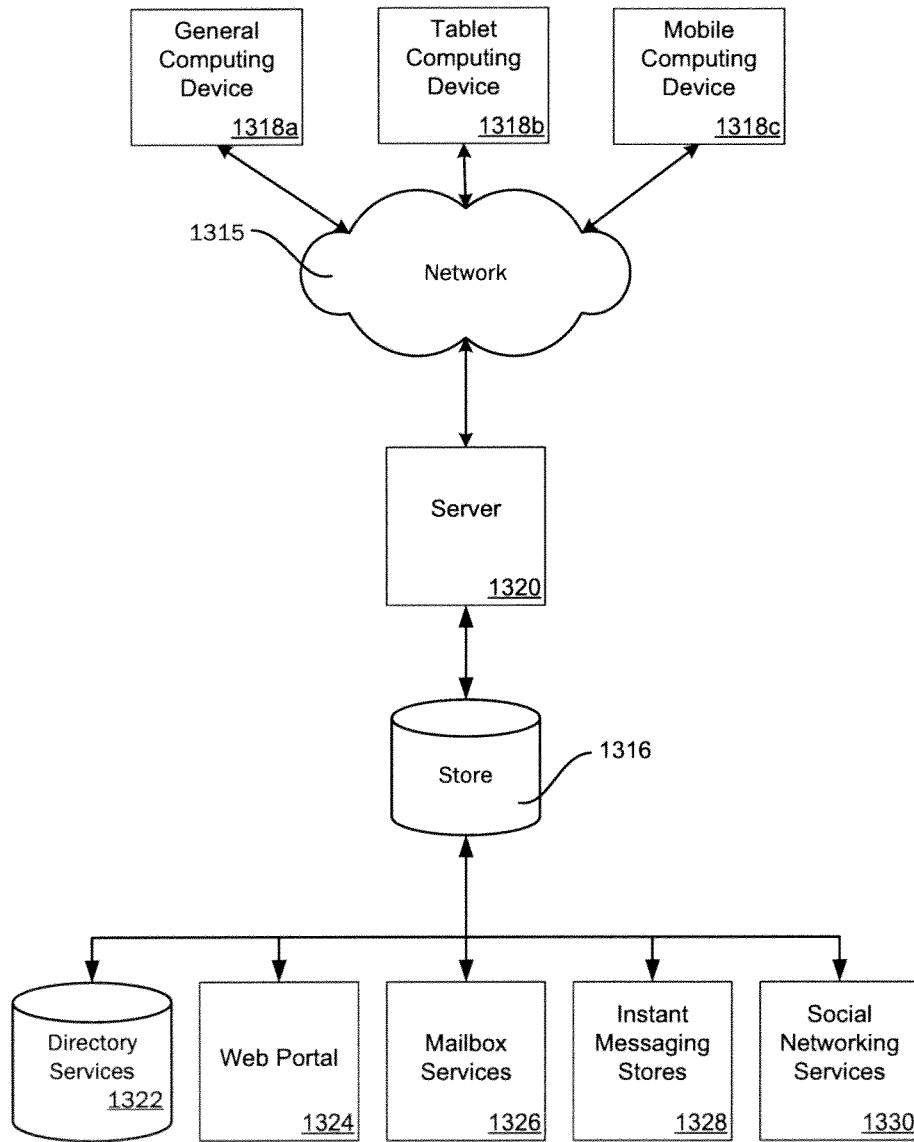 General
Computing
Device
1318a
Tablet
Computing
Device
1318b
Mobile
Computing
Device
1318c
1315
Network
Server
1320
Store
1316
Directory
Services
1322
Web Portal
1324
Mailbox
Services
1326
Instant
Messaging
Stores
1328
Social
Networking
Services
1330